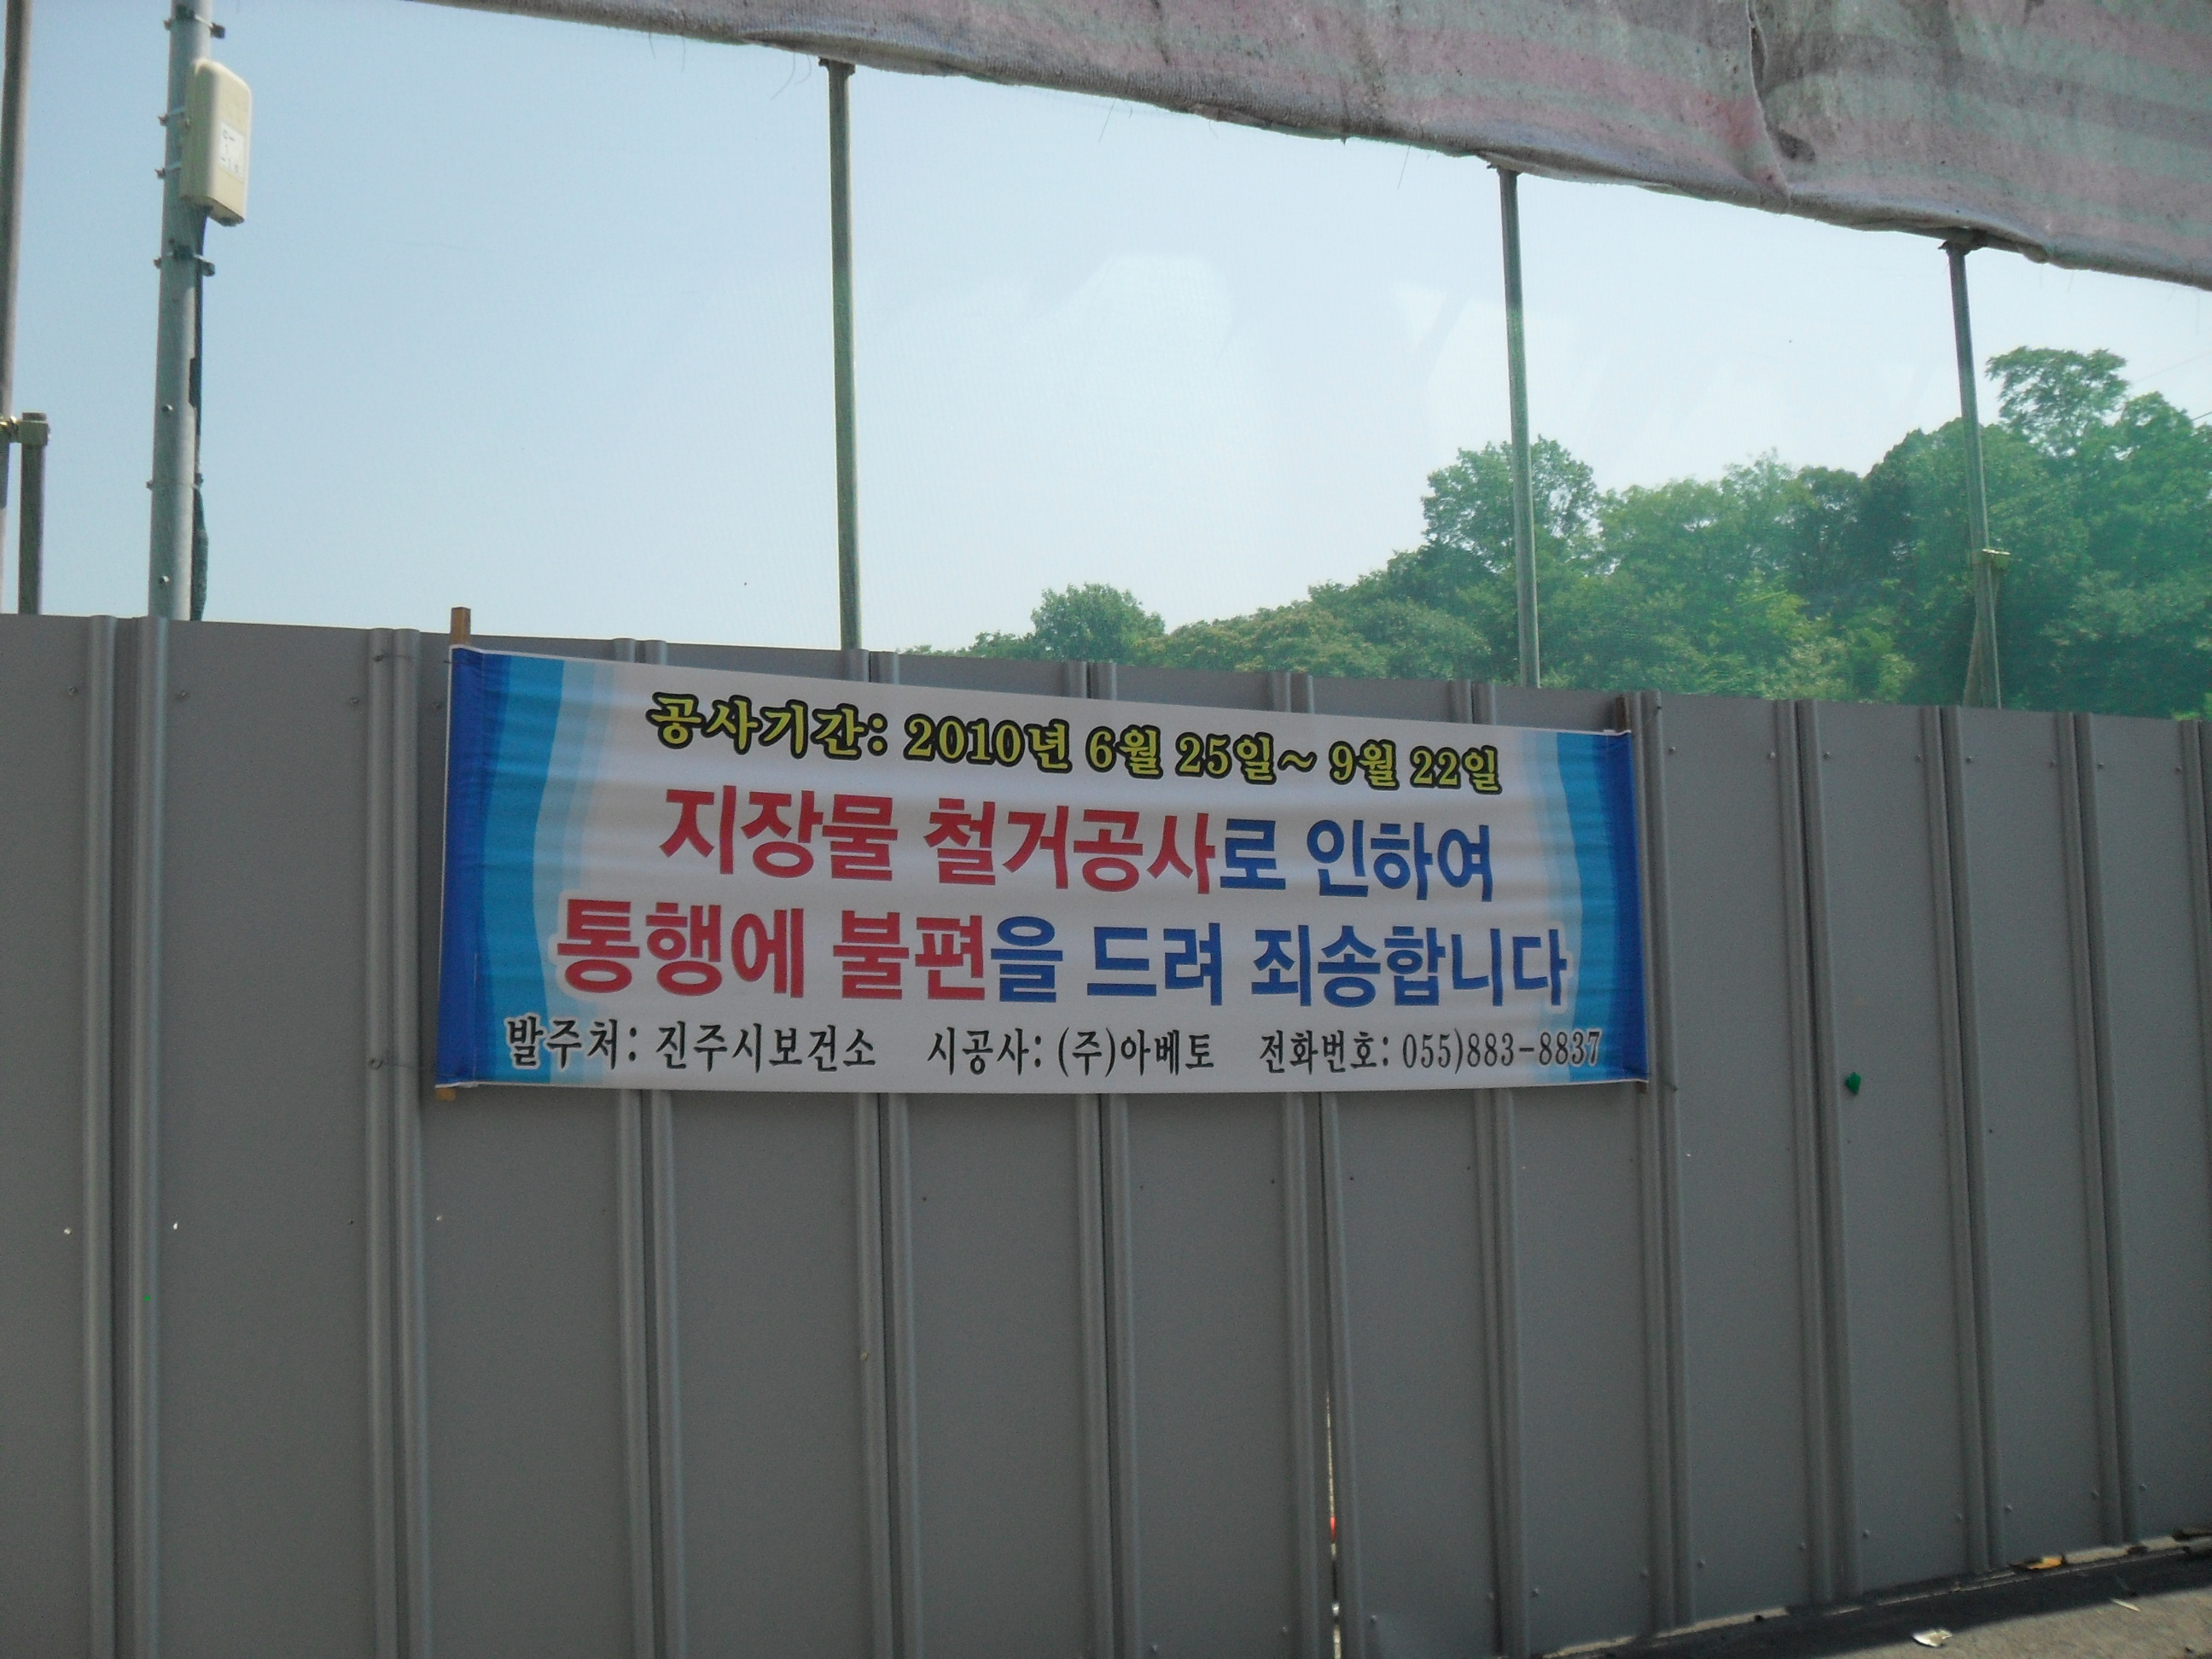 공사기간: 2010년 6월 25일~ 9월 22일
지장물 철거공사로 인하여
통행에 불편을 드려 죄송합니다
발주처: 진주시보건소 시공사: (주)아베토 전화번호: 055)883-8837